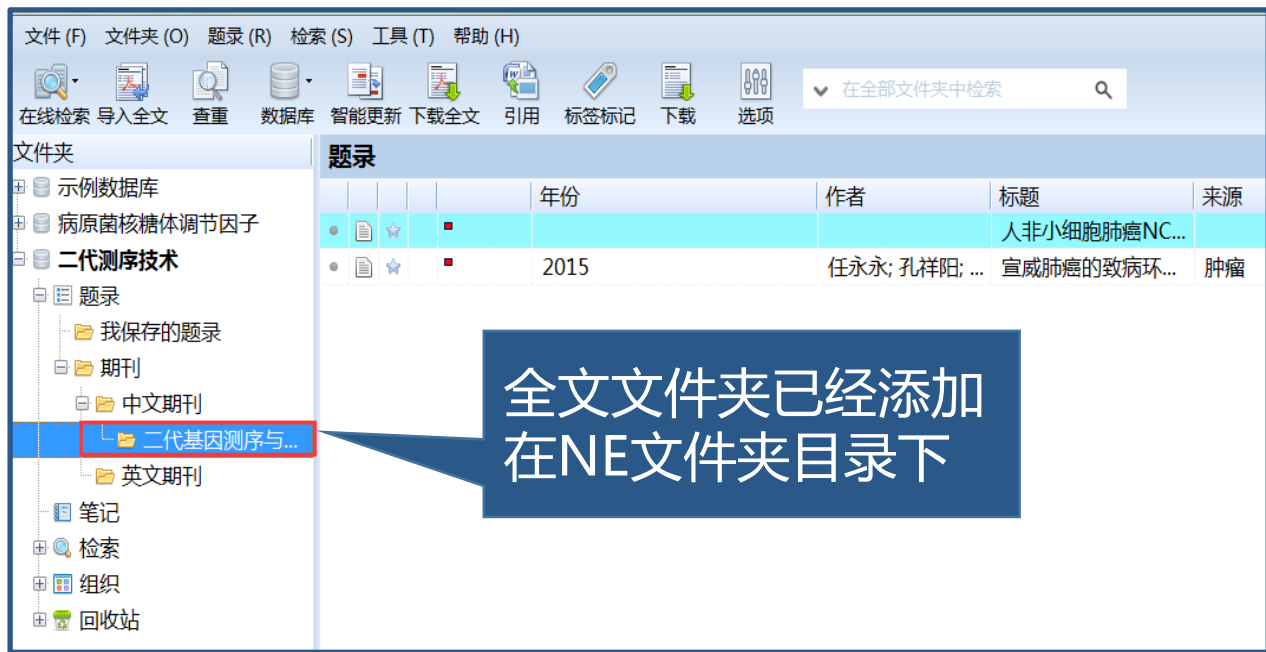 文件 (F) 文件夹 (O) 题录 (R) 检索 (S) 工具 (T) 帮助 (H)
在线检索 导入全文 查重 数据库 智能更新 下载全文 引用 标签标记 下载 选项
在全部文件夹中检索
文件夹
示例数据库
病原菌核糖体调节因子
二代测序技术
题录
我保存的题录
期刊
中文期刊
二代基因测序与...
英文期刊
笔记
检索
组织
回收站
题录
年份 作者 标题 来源
人非小细胞肺癌NC...
2015 任永永; 孔祥阳; ... 宣威肺癌的致病环... 肿瘤
全文文件夹已经添加
在NE文件夹目录下